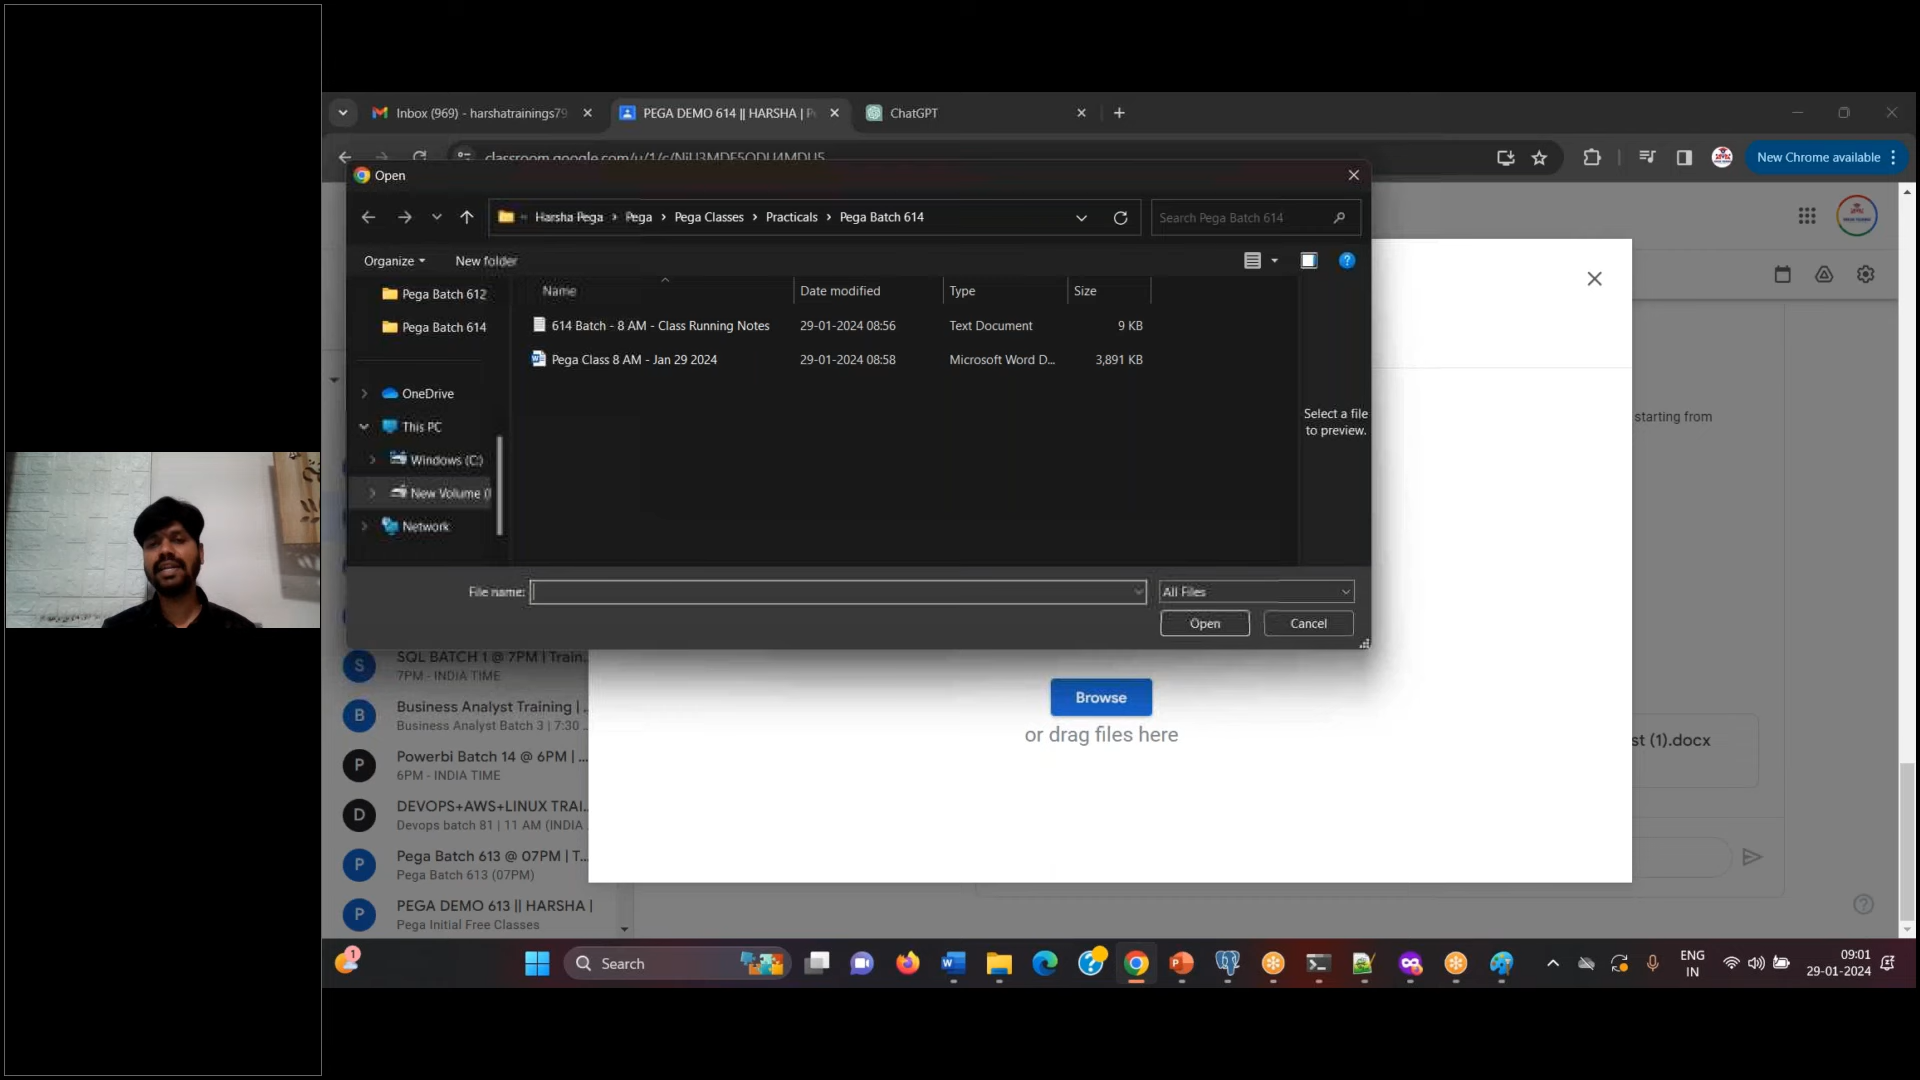 Inbox (969) - harshatrainings79
PEGA DEMO 614 || HARSHA | P
ChatGPT
classroom.google.com/u/1/c/NjU3MDE5ODU4MDU5
New Chrome available
Open
Harsha Pega › Pega › Pega Classes › Practicals › Pega Batch 614
Search Pega Batch 614
Organize
New folder
Name
Date modified
Type
Size
Pega Batch 612
Pega Batch 614
614 Batch - 8 AM - Class Running Notes
29-01-2024 08:56
Text Document
9 KB
Pega Class 8 AM - Jan 29 2024
29-01-2024 08:58
Microsoft Word D...
3,891 KB
OneDrive
This PC
Windows (C:)
New Volume (
Network
Select a file
to preview.
starting from
File name:
All Files
Open
Cancel
SQL BATCH 1 @ 7PM | Train..
7PM - INDIA TIME
Business Analyst Training | ..
Business Analyst Batch 3 | 7:30 ..
Powerbi Batch 14 @ 6PM | ...
6PM - INDIA TIME
DEVOPS+AWS+LINUX TRAI..
Devops batch 81 | 11 AM (INDIA
Pega Batch 613 @ 07PM | T...
Pega Batch 613 (07PM)
PEGA DEMO 613 || HARSHA |
Pega Initial Free Classes
Browse
or drag files here
st (1).docx
1
Search
ENG
IN
09:01
29-01-2024